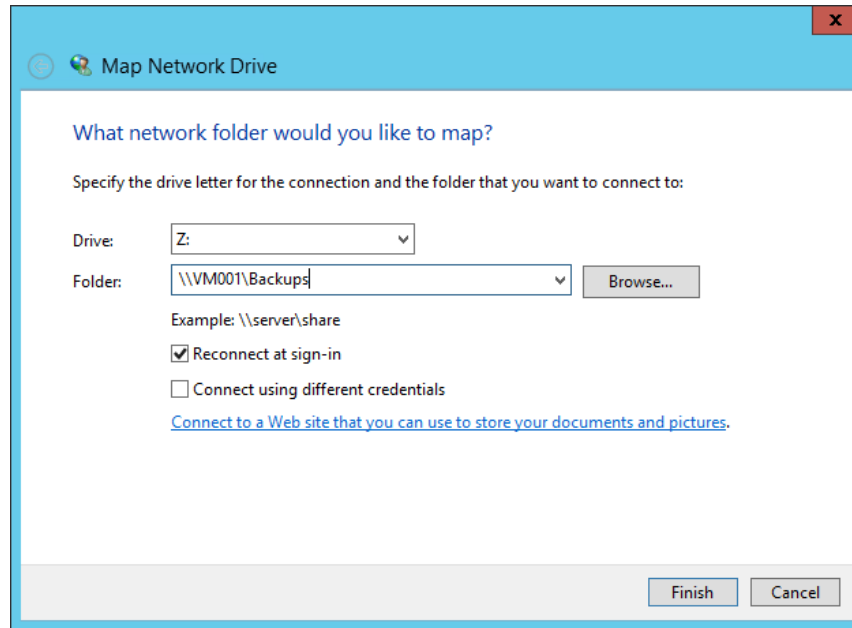 x
Map Network Drive
What network folder would you like to map?
Specify the drive letter for the connection and the folder that you want to connect to:
Drive: Z:
Folder: \\VM001\Backups Browse...
Example: \\server\share
Reconnect at sign-in
Connect using different credentials
Connect to a Web site that you can use to store your documents and pictures.
Finish Cancel